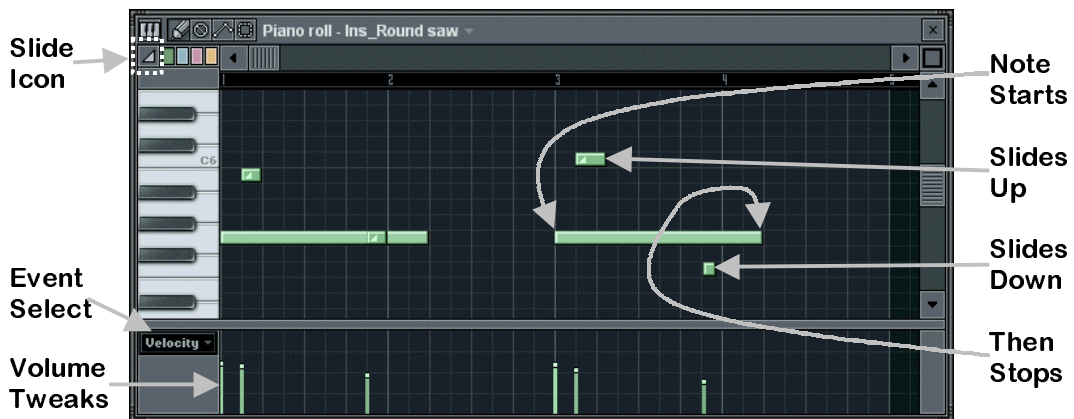 Piano roll - Ins_Round saw
Slide
Icon
1 2 3 4 5
Note
Starts
C6
Slides
Up
Slides
Down
Event
Select
Velocity
Then
Stops
Volume
Tweaks